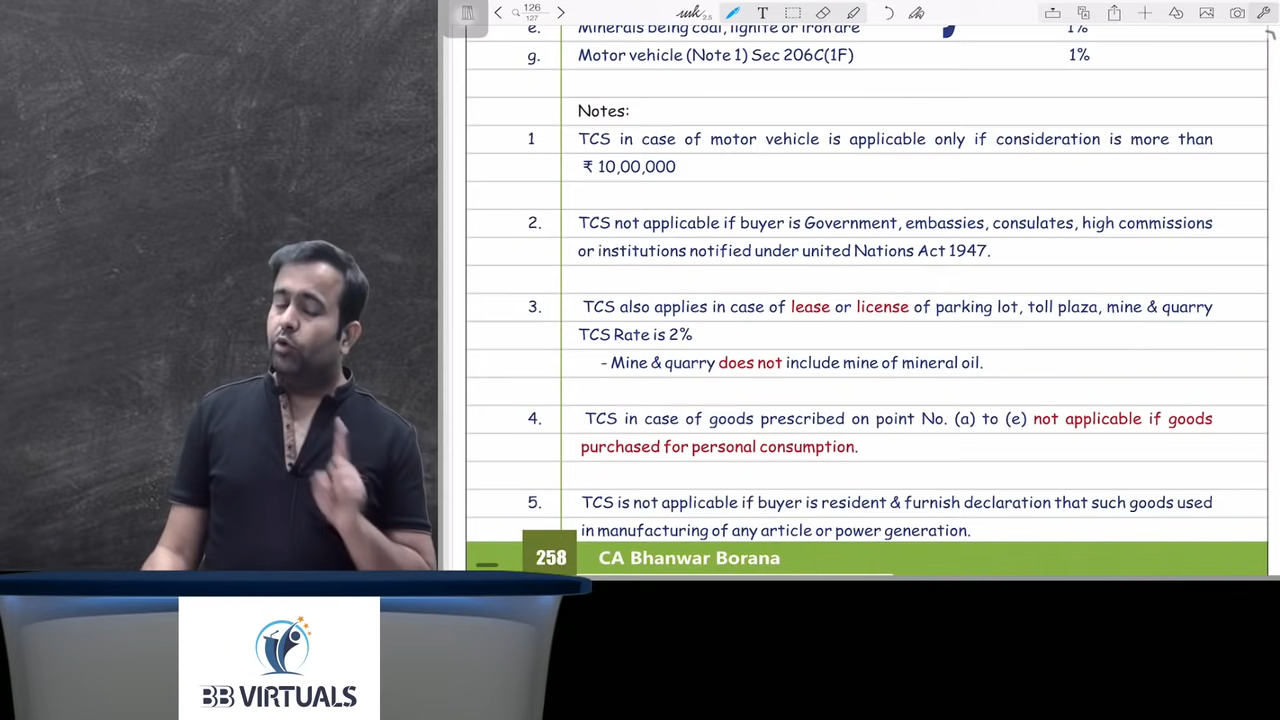 126
127
2.5
T
e. Minerals being coal, lignite or iron are 1%
g. Motor vehicle (Note 1) Sec 206C(1F) 1%
Notes:
1 TCS in case of motor vehicle is applicable only if consideration is more than
₹ 10,00,000
2. TCS not applicable if buyer is Government, embassies, consulates, high commissions
or institutions notified under united Nations Act 1947.
3. TCS also applies in case of lease or license of parking lot, toll plaza, mine & quarry
TCS Rate is 2%
- Mine & quarry does not include mine of mineral oil.
4. TCS in case of goods prescribed on point No. (a) to (e) not applicable if goods
purchased for personal consumption.
5. TCS is not applicable if buyer is resident & furnish declaration that such goods used
in manufacturing of any article or power generation.
258 CA Bhanwar Borana
BB VIRTUALS